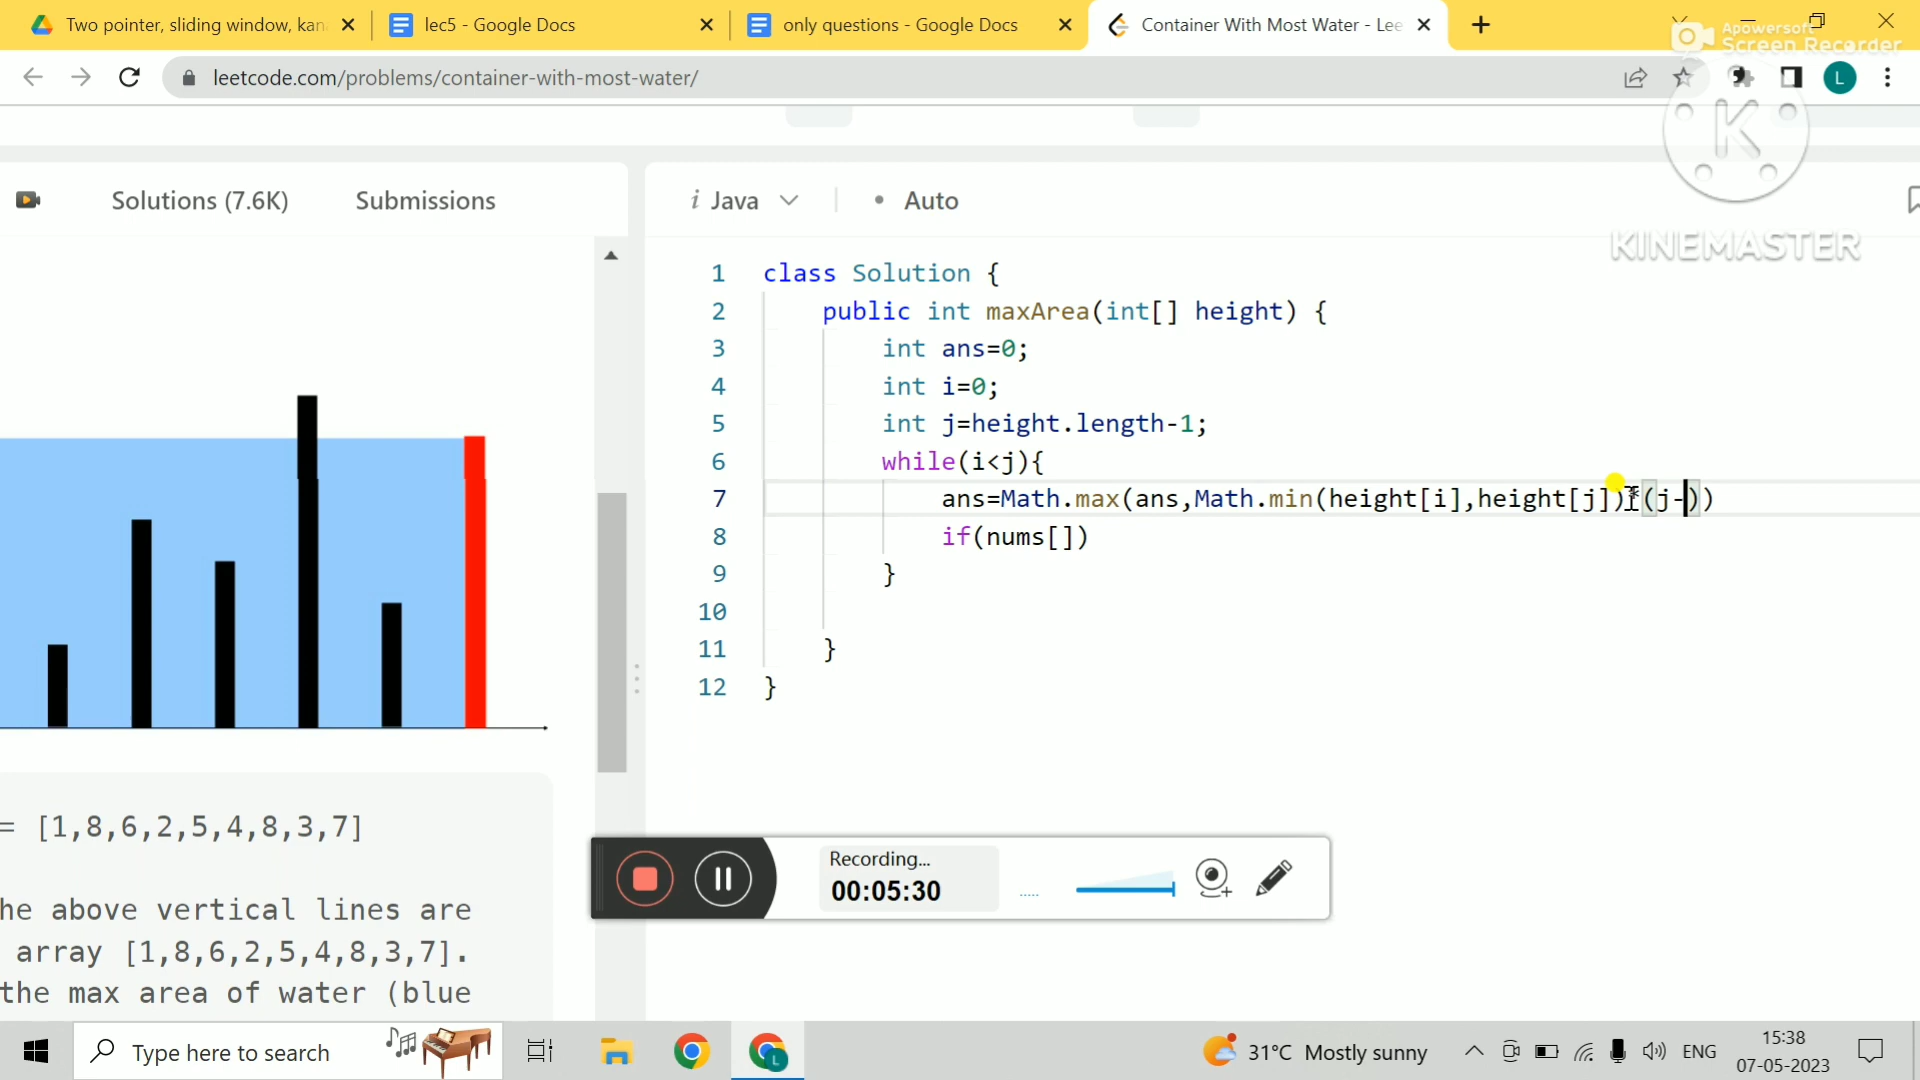 Two pointer, sliding window, kan
lec5 - Google Docs
only questions - Google Docs
Container With Most Water - Lee
Apowersoft
Screen Recorder
leetcode.com/problems/container-with-most-water/
L
K
KINEMASTER
Solutions (7.6K)
Submissions
i Java
• Auto
1 class Solution {
2 public int maxArea(int[] height) {
3 int ans=0;
4 int i=0;
5 int j=height.length-1;
6 while(i<j){
7 ans=Math.max(ans,Math.min(height[i],height[j])*(j-))
8 if(nums[])
9 }
10
11 }
12 }
= [1,8,6,2,5,4,8,3,7]
he above vertical lines are
array [1,8,6,2,5,4,8,3,7].
the max area of water (blue
Recording...
00:05:30
Type here to search
L
31°C Mostly sunny
ENG
15:38
07-05-2023